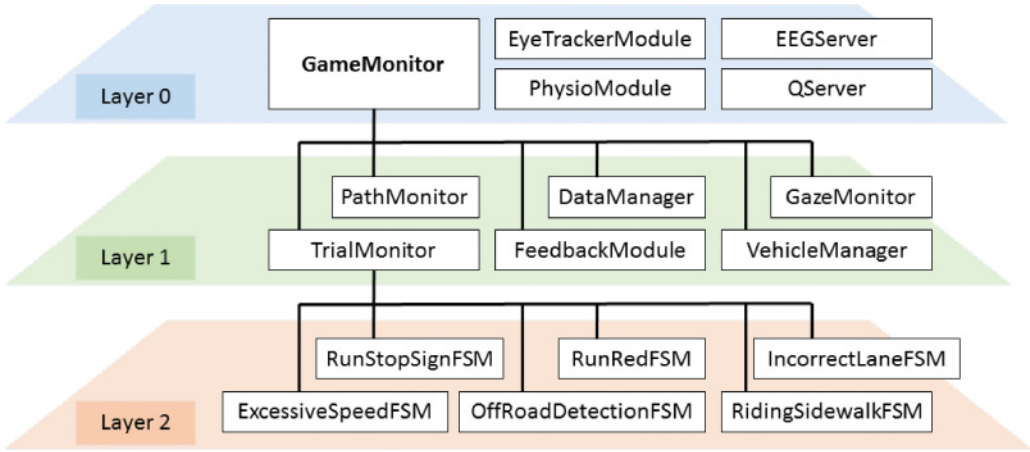 GameMonitor
EyeTrackerModule
EEGServer
PhysioModule
QServer
Layer 0
PathMonitor
DataManager
GazeMonitor
TrialMonitor
FeedbackModule
VehicleManager
Layer 1
RunStopSignFSM
RunRedFSM
IncorrectLaneFSM
ExcessiveSpeedFSM
OffRoadDetectionFSM
RidingSidewalkFSM
Layer 2